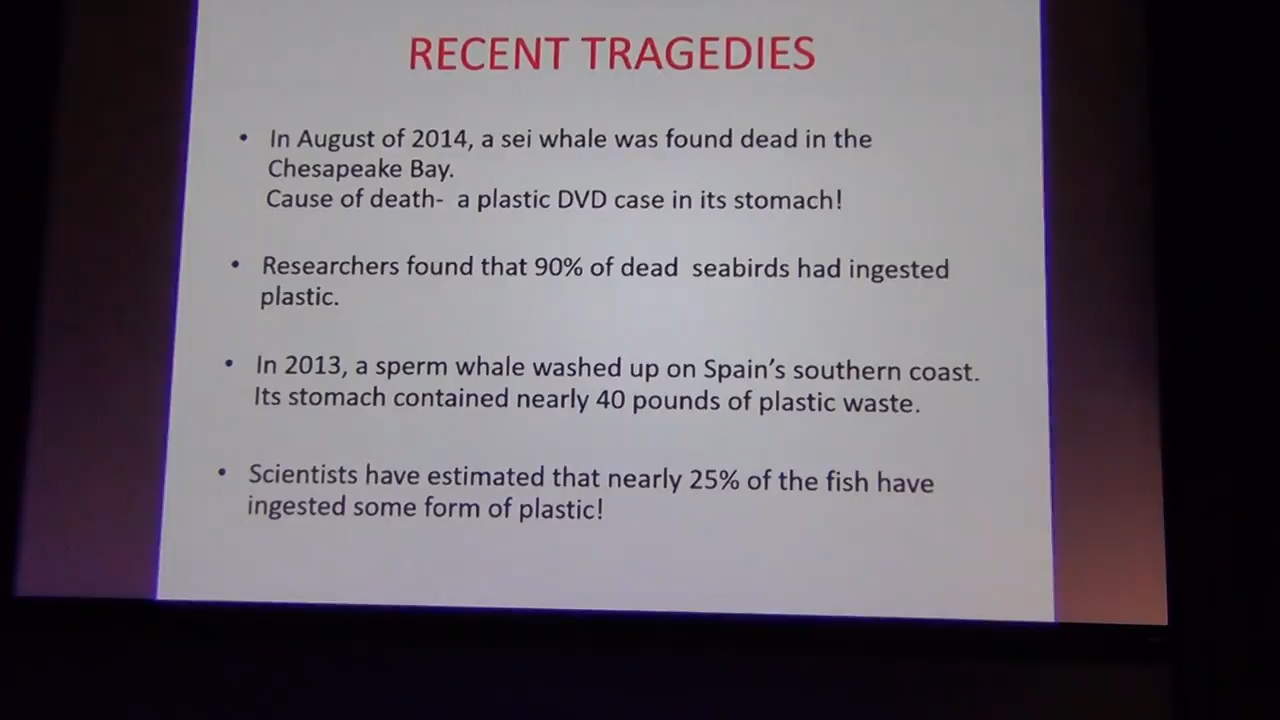 RECENT TRAGEDIES
• In August of 2014, a sei whale was found dead in the
Chesapeake Bay.
Cause of death- a plastic DVD case in its stomach!
• Researchers found that 90% of dead seabirds had ingested
plastic.
• In 2013, a sperm whale washed up on Spain's southern coast.
Its stomach contained nearly 40 pounds of plastic waste.
• Scientists have estimated that nearly 25% of the fish have
ingested some form of plastic!